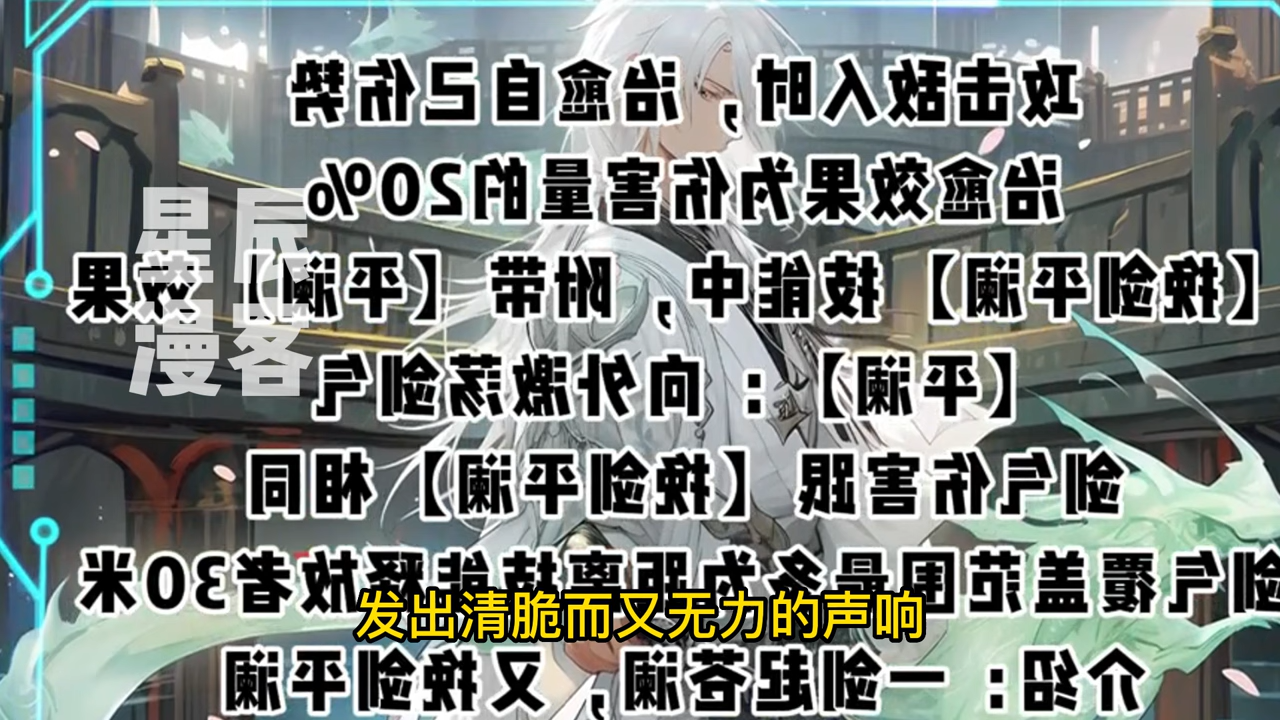 攻击敌人时，治愈自己伤势
治愈效果为伤害量的20%
【挽剑平澜】技能中，附带【平澜】效果
【平澜】：向外激荡剑气
剑气伤害跟【挽剑平澜】相同
剑气覆盖范围最多为距离技能释放者30米
介绍：一剑起苍澜，又挽剑平澜
星辰
漫客
发出清脆而又无力的声响